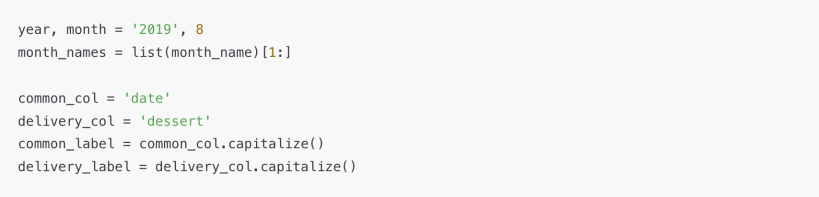 year, month = '2019', 8
month_names = list(month_name)[1:]
common_col = 'date'
delivery_col = 'dessert'
common_label = common_col.capitalize()
delivery_label = delivery_col.capitalize()